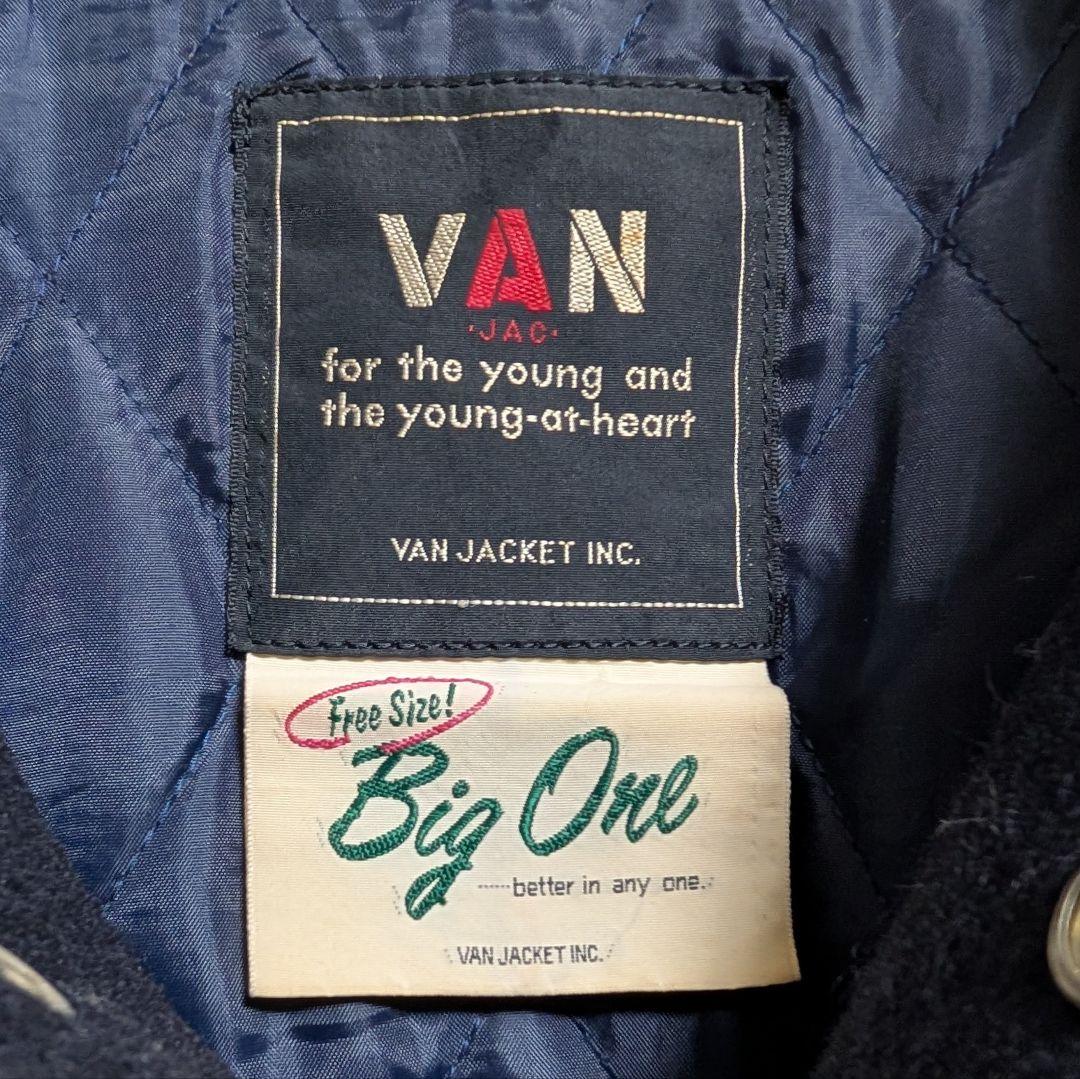 VAN
·JAC·
for the young and
the young-at-heart
VAN JACKET INC.
Free Size!
Big One
······better in any one.
VAN JACKET INC.